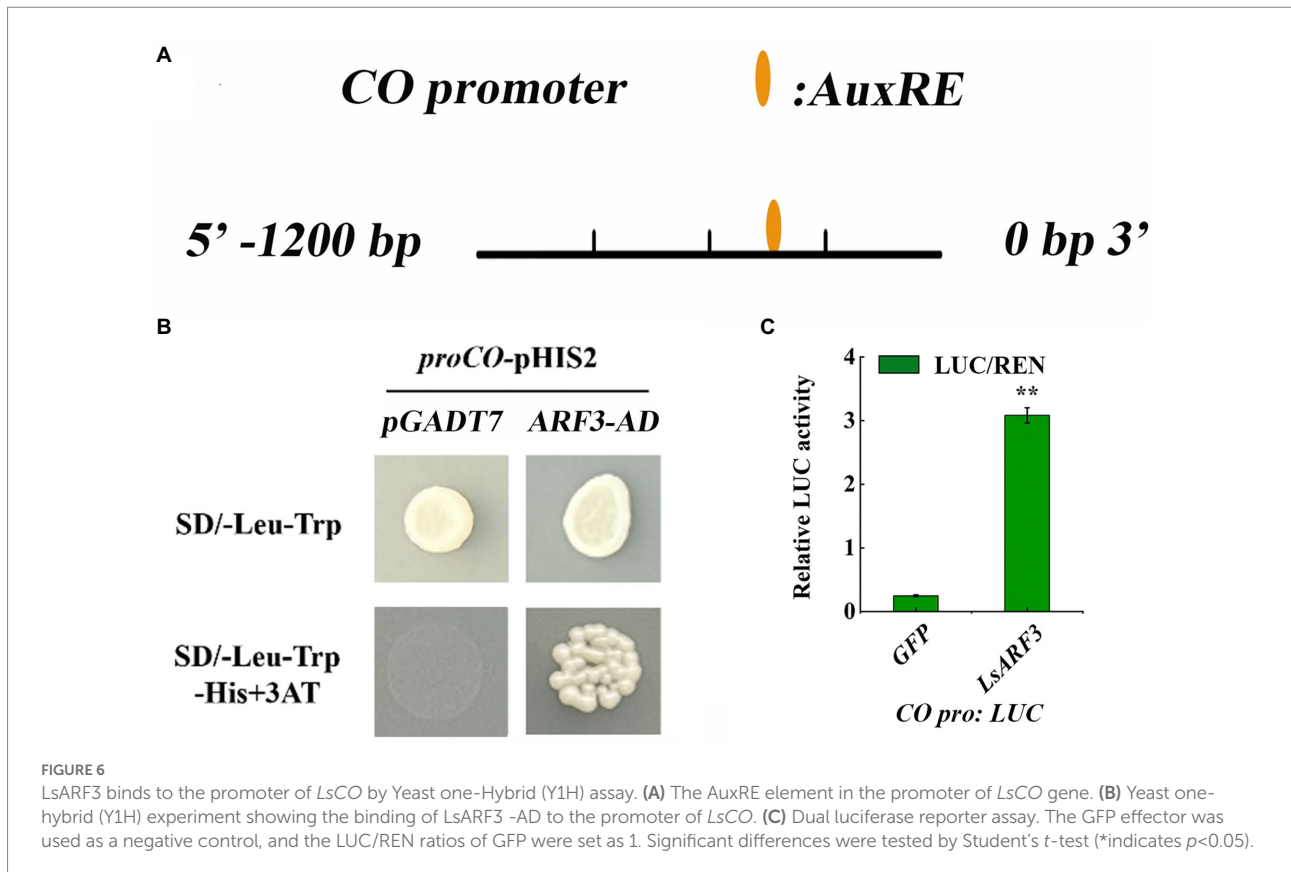 A
CO promoter :AuxRE
5’ -1200 bp 0 bp 3’
B
proCO-pHIS2
pGADT7 ARF3-AD
SD/-Leu-Trp
SD/-Leu-Trp
-His+3AT
C
4
3
2
1
0
Relative LUC activity
LUC/REN
**
GFP
LsARF3
CO pro: LUC
FIGURE 6
LsARF3 binds to the promoter of LsCO by Yeast one-Hybrid (Y1H) assay. (A) The AuxRE element in the promoter of LsCO gene. (B) Yeast one-
hybrid (Y1H) experiment showing the binding of LsARF3 -AD to the promoter of LsCO. (C) Dual luciferase reporter assay. The GFP effector was
used as a negative control, and the LUC/REN ratios of GFP were set as 1. Significant differences were tested by Student’s t-test (*indicates p<0.05).